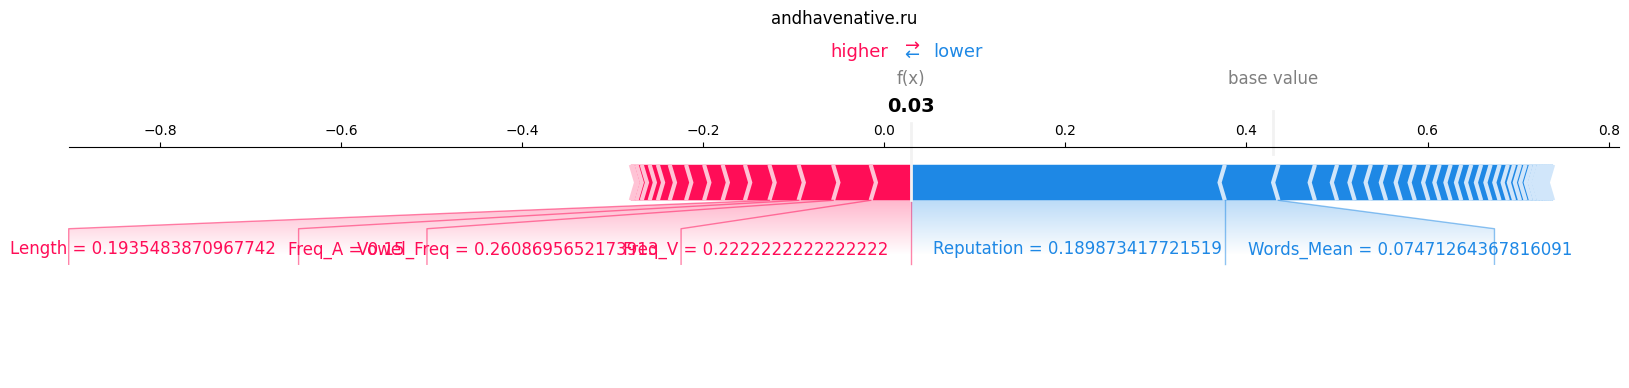 andhavenative.ru
higher ⇄ lower
f(x) base value
0.03
−0.8 −0.6 −0.4 −0.2 0.0 0.2 0.4 0.6 0.8
Length = 0.1935483870967742 Freq_A = 0.15 Vowel_Freq = 0.2608695652173913 Freq_V = 0.2222222222222222 Reputation = 0.189873417721519 Words_Mean = 0.07471264367816091